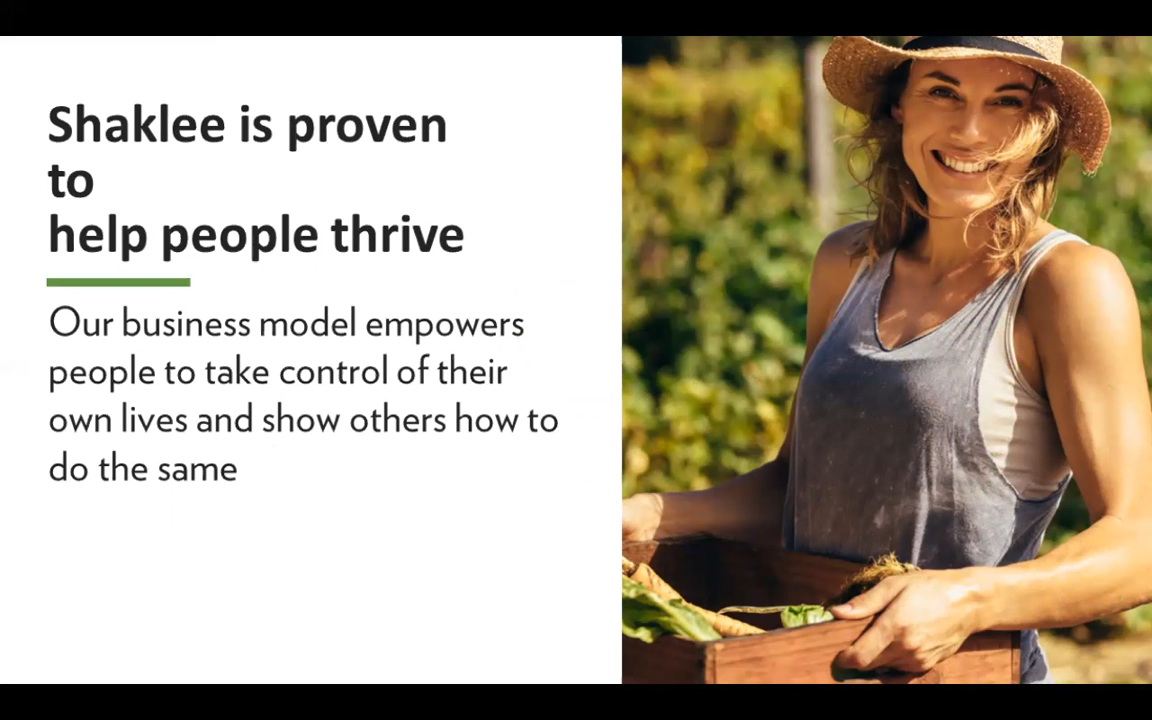 Shaklee is proven
to
help people thrive
Our business model empowers
people to take control of their
own lives and show others how to
do the same